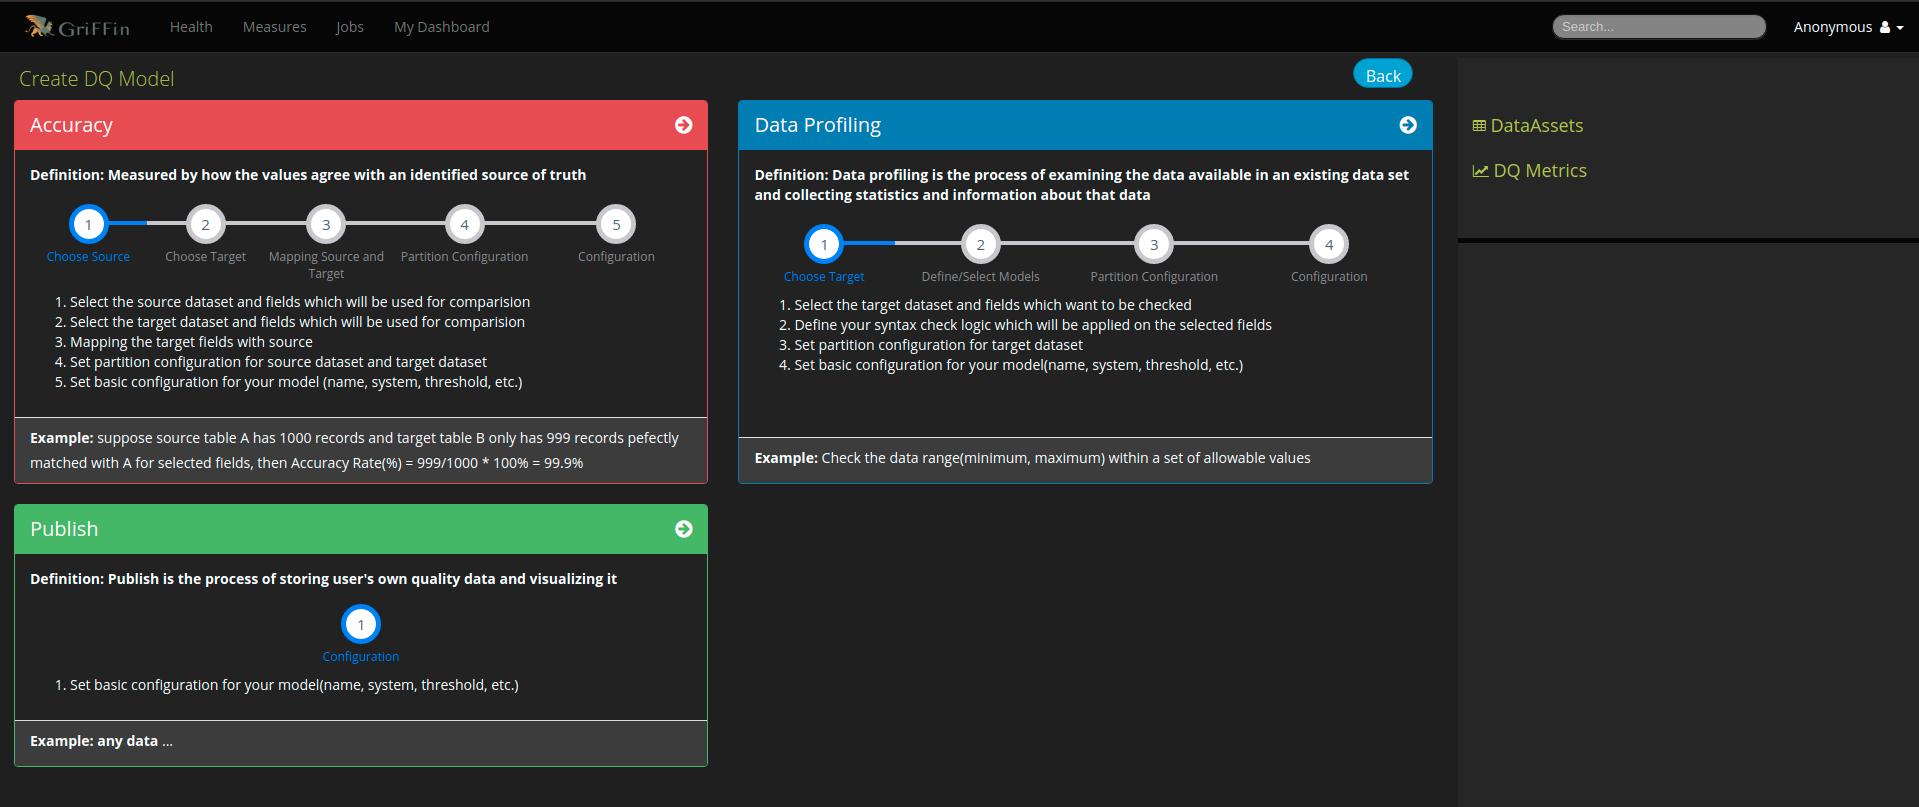 GriFFin Health Measures Jobs My Dashboard Search... Anonymous
Create DQ Model
Back
Accuracy
Definition: Measured by how the values agree with an identified source of truth
1 2 3 4 5
Choose Source Choose Target Mapping Source and Target Partition Configuration Configuration
1. Select the source dataset and fields which will be used for comparision
2. Select the target dataset and fields which will be used for comparision
3. Mapping the target fields with source
4. Set partition configuration for source dataset and target dataset
5. Set basic configuration for your model (name, system, threshold, etc.)
Example: suppose source table A has 1000 records and target table B only has 999 records pefectly
matched with A for selected fields, then Accuracy Rate(%) = 999/1000 * 100% = 99.9%
Data Profiling
Definition: Data profiling is the process of examining the data available in an existing data set
and collecting statistics and information about that data
1 2 3 4
Choose Target Define/Select Models Partition Configuration Configuration
1. Select the target dataset and fields which want to be checked
2. Define your syntax check logic which will be applied on the selected fields
3. Set partition configuration for target dataset
4. Set basic configuration for your model(name, system, threshold, etc.)
Example: Check the data range(minimum, maximum) within a set of allowable values
Publish
Definition: Publish is the process of storing user's own quality data and visualizing it
1
Configuration
1. Set basic configuration for your model(name, system, threshold, etc.)
Example: any data ...
DataAssets
DQ Metrics